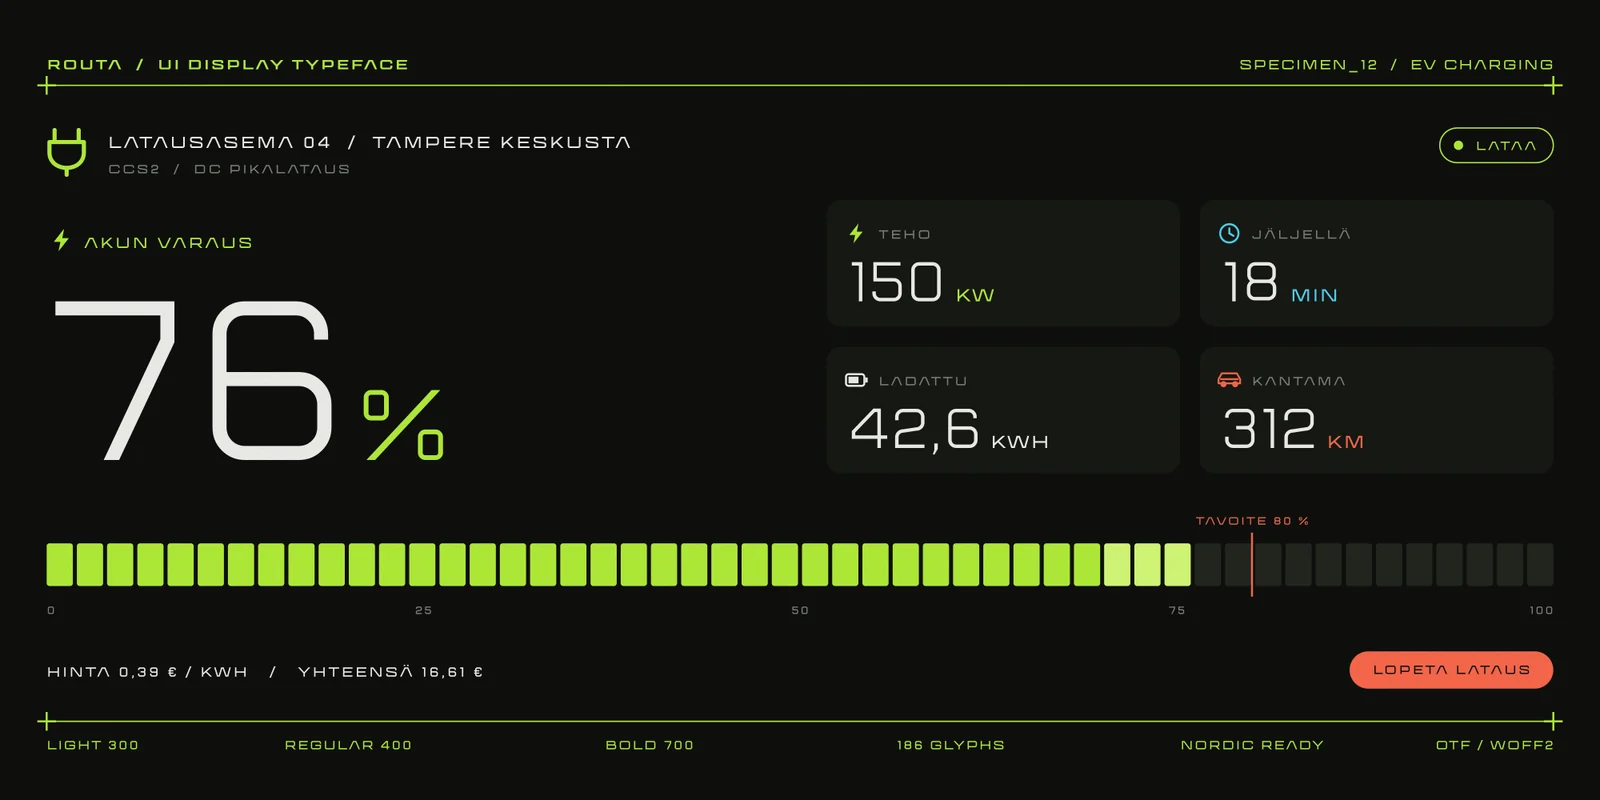 ROUTA / UI DISPLAY TYPEFACE
SPECIMEN_12 / EV CHARGING
LATAUSASEMA 04 / TAMPERE KESKUSTA
CCS2 / DC PIKALATAUS
LATAA
AKUN VARAUS
76 %
TEHO
150 KW
JÄLJELLÄ
18 MIN
LADATTU
42,6 KWH
KANTAMA
312 KM
TAVOITE 80 %
0 25 50 75 100
HINTA 0,39 € / KWH / YHTEENSÄ 16,61 €
LOPETA LATAUS
LIGHT 300 REGULAR 400 BOLD 700 186 GLYPHS NORDIC READY OTF / WOFF2